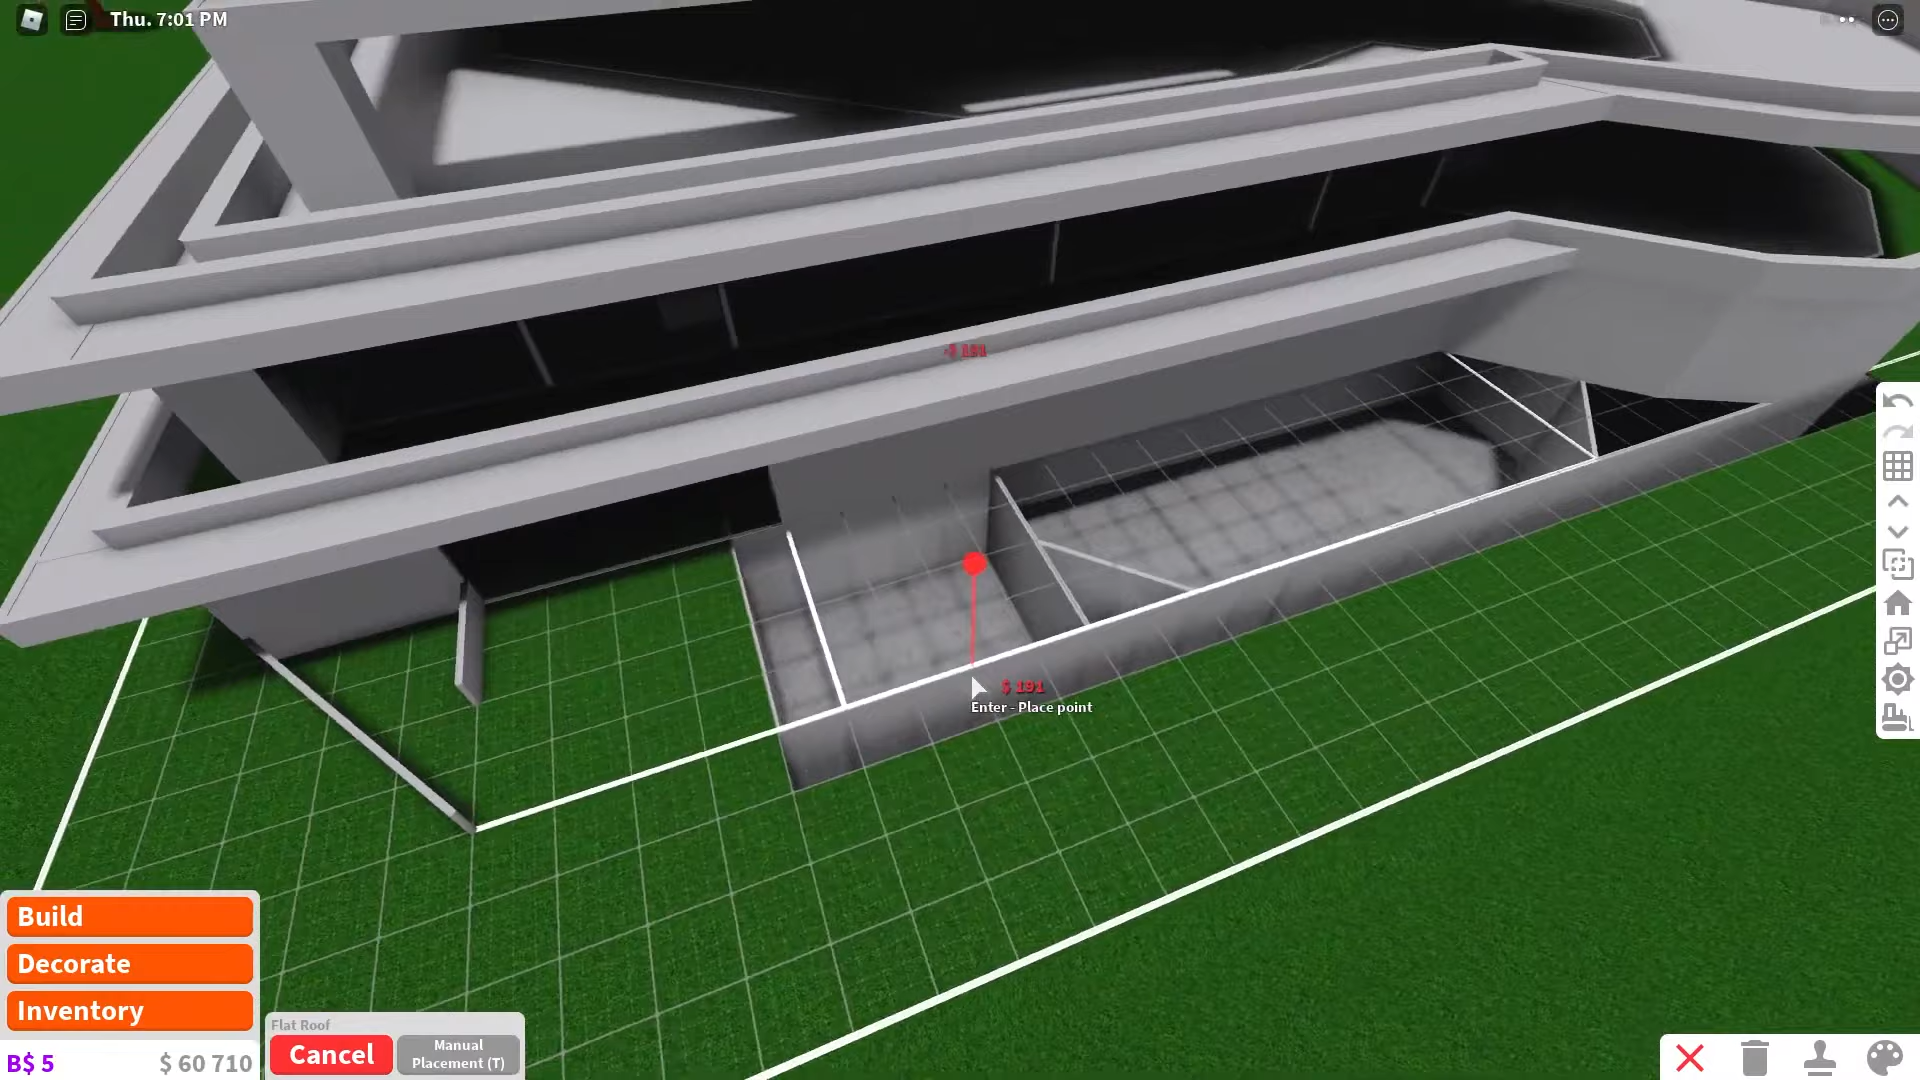 Thu. 7:01 PM
-$ 191
$ 191
Enter - Place point
Build
Decorate
Inventory
B$ 5
$ 60 710
Flat Roof
Cancel
Manual
Placement (T)